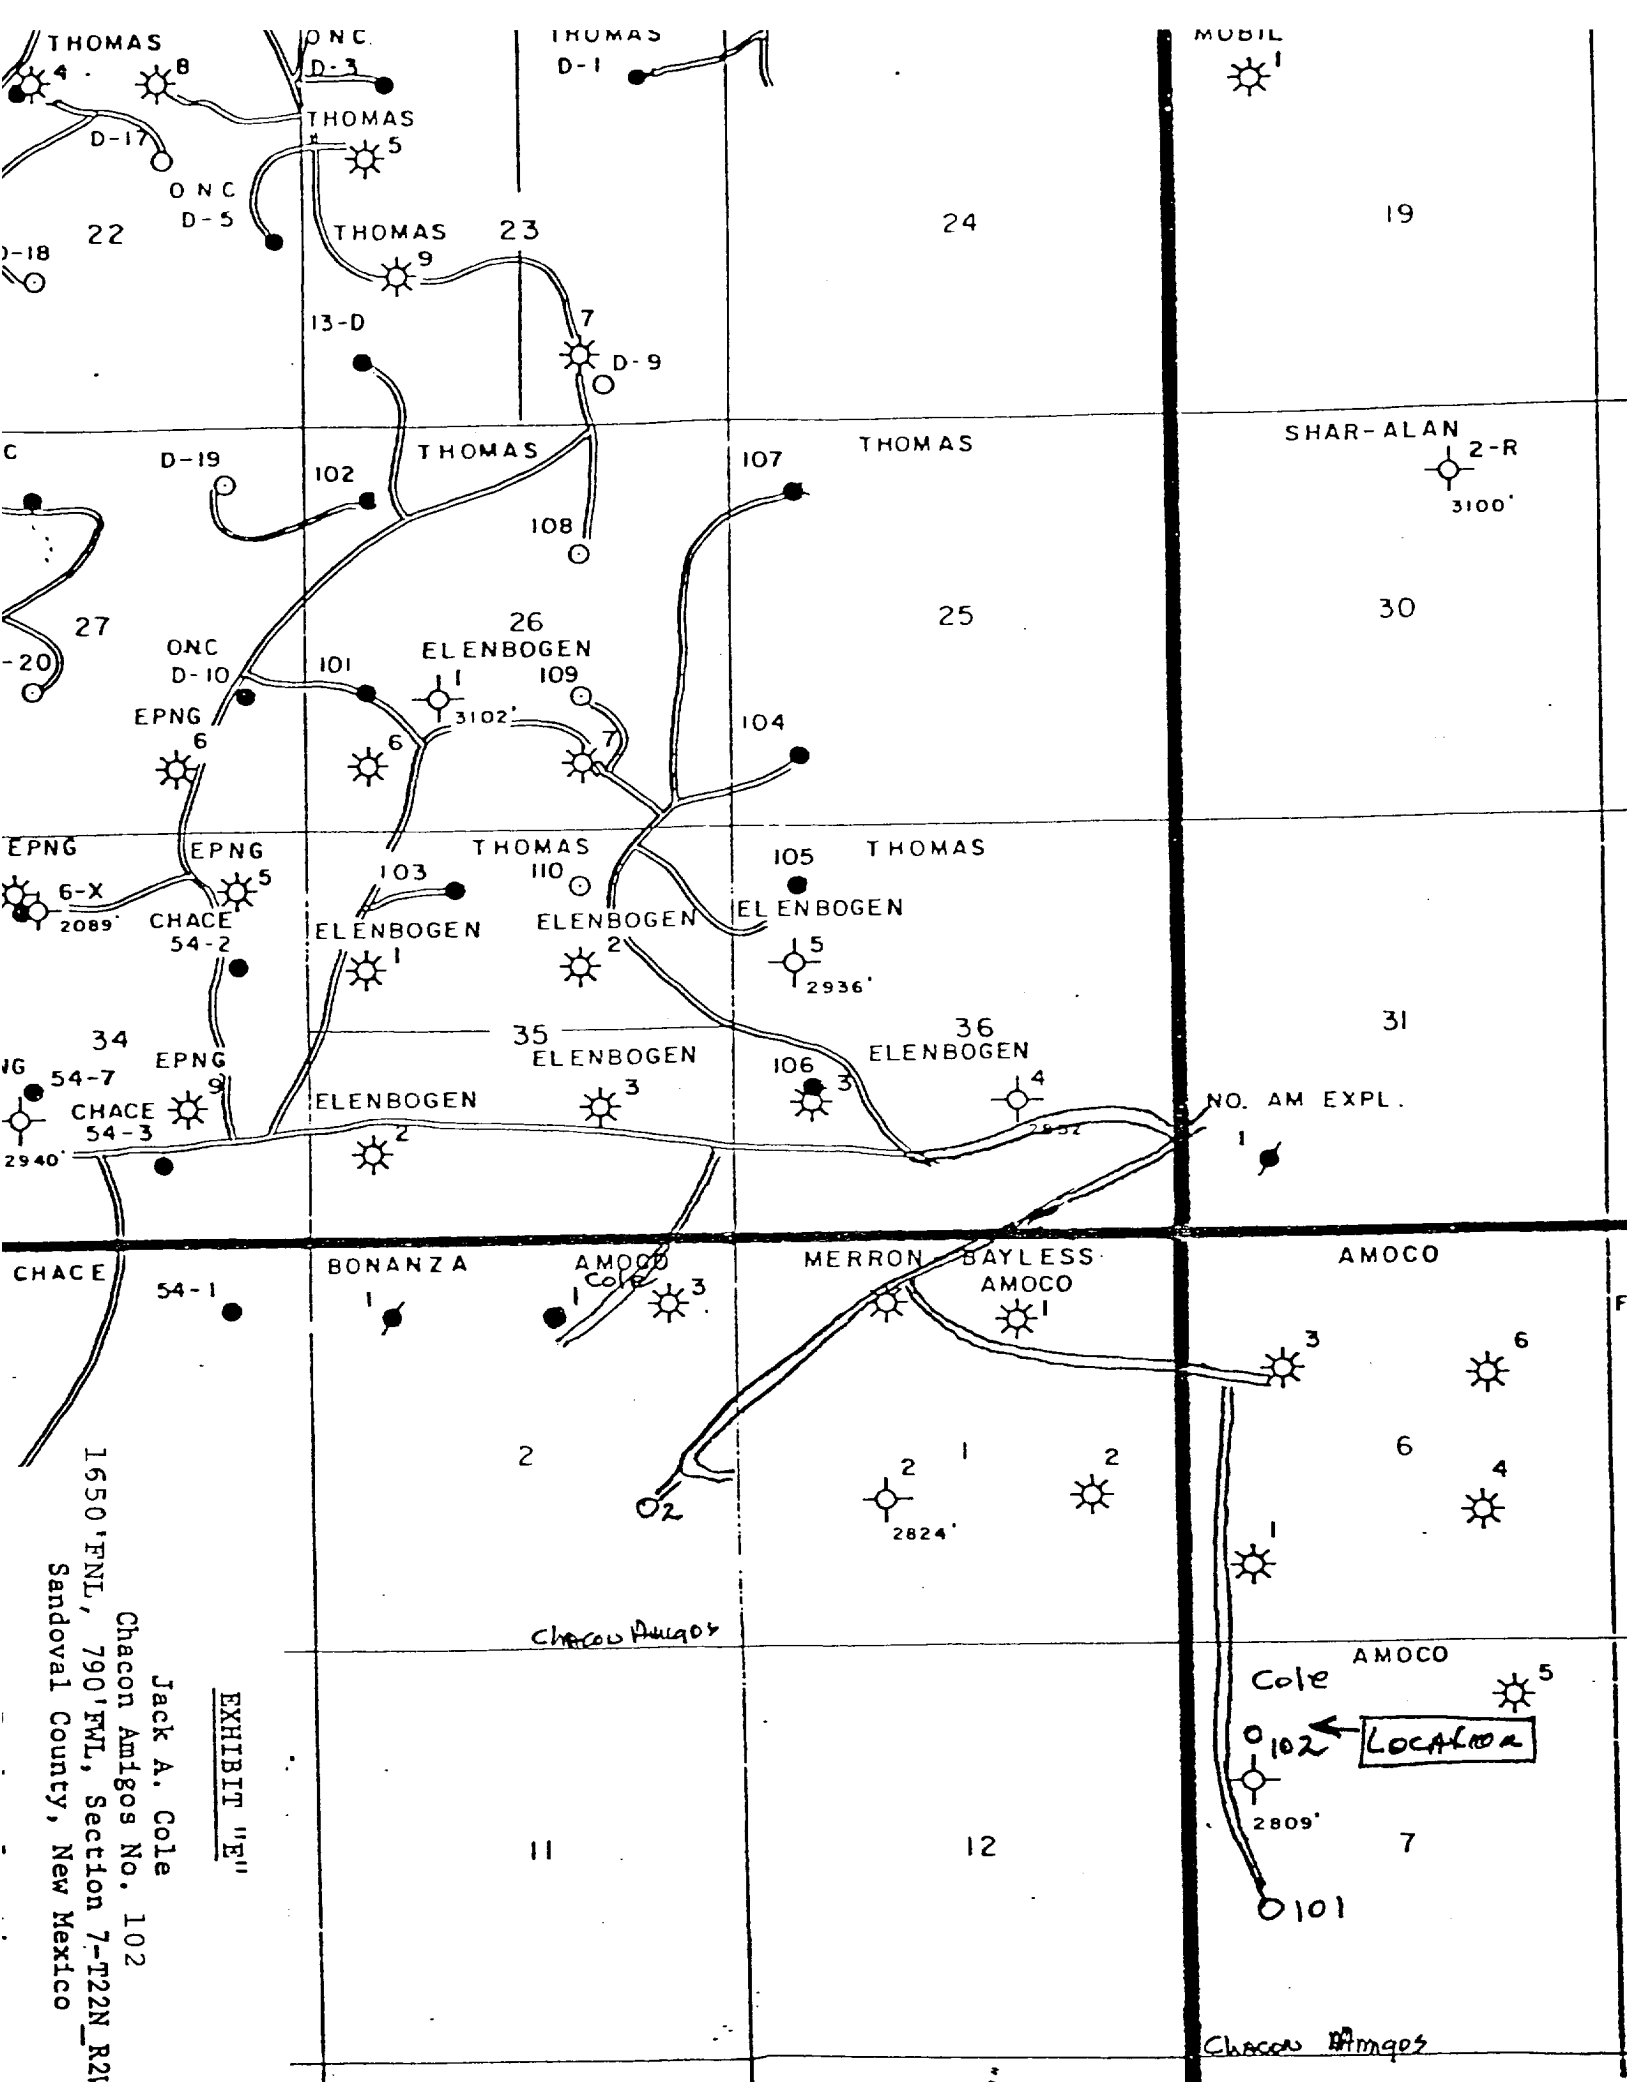 THOMAS
ONC
D-3
THOMAS
D-1
MOBIL
1
4
8
D-17
THOMAS
5
ONC
D-5
22
THOMAS
9
23
24
19
D-18
13-D
7
D-9
C
D-19
102
THOMAS
107
THOMAS
SHAR-ALAN
2-R
3100'
108
27
26
25
30
ONC
D-10
101
ELENBOGEN
1
3102'
109
-20
EPNG
6
6
7
104
EPNG
EPNG
5
THOMAS
110
105
THOMAS
6-X
2089'
103
CHACE
54-2
ELENBOGEN
1
ELENBOGEN
2
ELENBOGEN
5
2936'
34
35
36
31
NG
54-7
EPNG
9
ELENBOGEN
3
106
3
ELENBOGEN
4
CHACE
54-3
ELENBOGEN
2
NO. AM EXPL.
1
2940'
CHACE
54-1
BONANZA
1
AMOCO
Cole
1
3
MERRON
BAYLESS
AMOCO
1
AMOCO
F
3
6
2
1
6
2
2
2824'
2
4
1
Chacon Amigos
AMOCO
Cole
5
102
LOCATION
2809'
11
12
7
101
Chacon Amigos
EXHIBIT "E"
Jack A. Cole
Chacon Amigos No. 102
1650'FNL, 790'FWL, Section 7-T22N_R2
Sandoval County, New Mexico